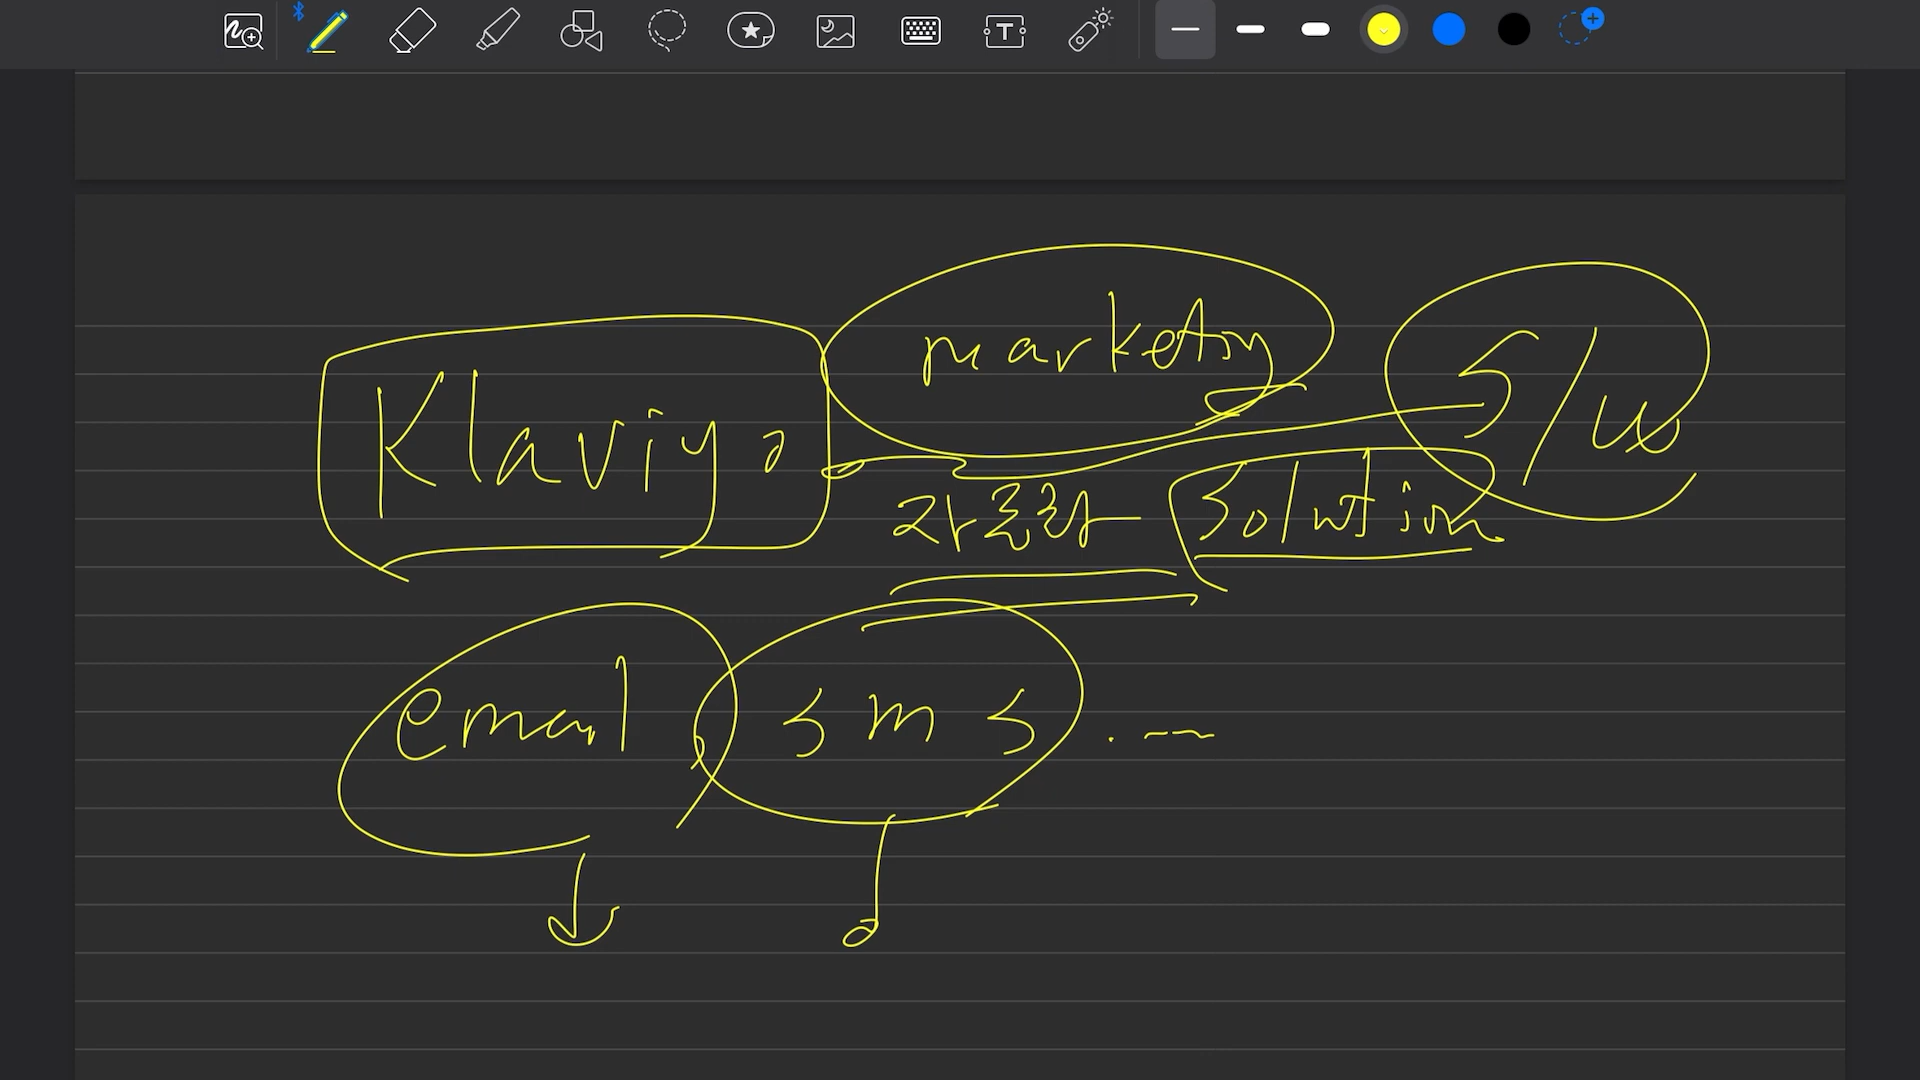 Klaviyo marketing S/W
자동화 Solution
email, sms . --